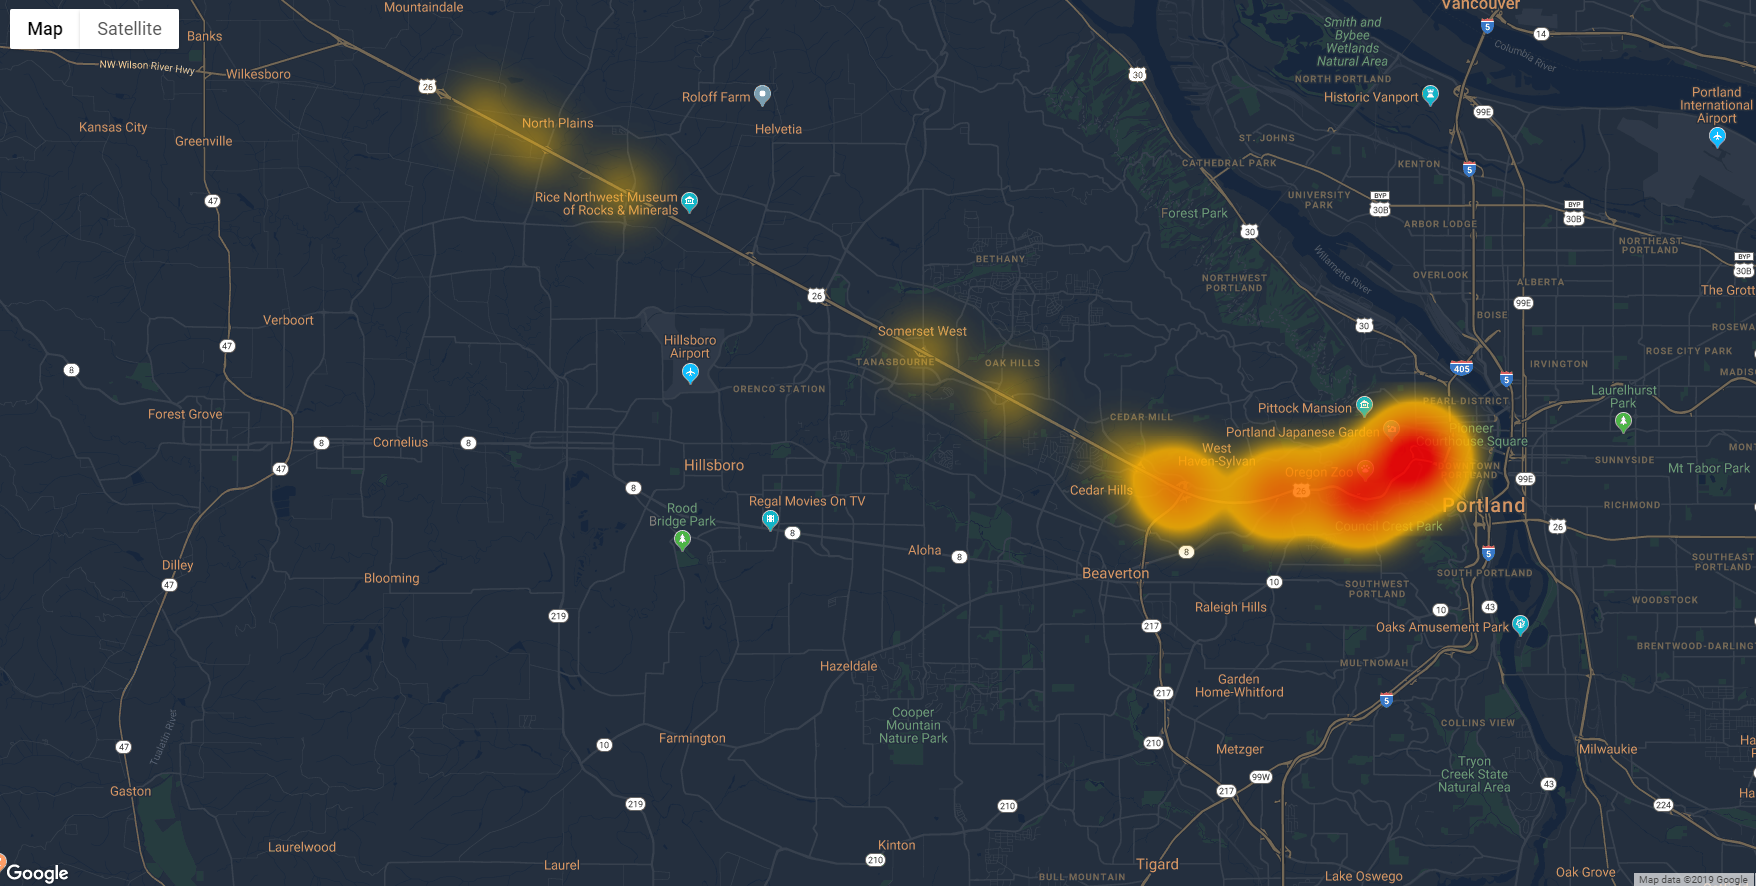 Map
Satellite
Mountaindale
Vancouver
Banks
5
14
Smith and
Bybee
Wetlands
Natural Area
Columbia River
NW Wilson River Hwy
Wilkesboro
30
NORTH PORTLAND
26
Roloff Farm
Historic Vanport
Portland
International
Airport
99E
Kansas City
North Plains
Helvetia
Greenville
ST. JOHNS
CATHEDRAL PARK
KENTON
5
47
Rice Northwest Museum
of Rocks & Minerals
UNIVERSITY
PARK
BYP
30B
BYP
30B
Forest Park
ARBOR LODGE
30
NORTHEAST
PORTLAND
BETHANY
Willamette River
BYP
30B
NORTHWEST
PORTLAND
OVERLOOK
ALBERTA
The Grott
26
99E
Verboort
BOISE
30
ROSEWA
Somerset West
47
Hillsboro
Airport
ROSE CITY PARK
TANASBOURNE
OAK HILLS
IRVINGTON
8
405
5
MADIS
ORENCO STATION
Laurelhurst
Park
PEARL DISTRICT
Forest Grove
Pittock Mansion
CEDAR MILL
8
Cornelius
8
Portland Japanese Garden
Pioneer
Courthouse Square
West
Haven-Sylvan
MONT
47
Hillsboro
SUNNYSIDE
Mt Tabor Park
Oregon Zoo
DOWNTOWN
PORTLAND
8
Cedar Hills
26
99E
Regal Movies On TV
Portland
RICHMOND
Rood
Bridge Park
8
Council Crest Park
26
Aloha
8
8
5
SOUTHEAST
PORTLAND
Dilley
Beaverton
SOUTH PORTLAND
47
Blooming
10
SOUTHWEST
PORTLAND
219
Raleigh Hills
10
43
WOODSTOCK
217
Oaks Amusement Park
BRENTWOOD-DARLING
Hazeldale
MULTNOMAH
Garden
Home-Whitford
217
5
Cooper
Mountain
Nature Park
COLLINS VIEW
Tualatin River
47
10
Farmington
210
Metzger
Milwaukie
Tryon
Creek State
Natural Area
99W
43
Gaston
217
219
210
224
Laurelwood
Kinton
Laurel
210
Tigard
BULL MOUNTAIN
Lake Oswego
Oak Grove
Google
Map data ©2019 Google